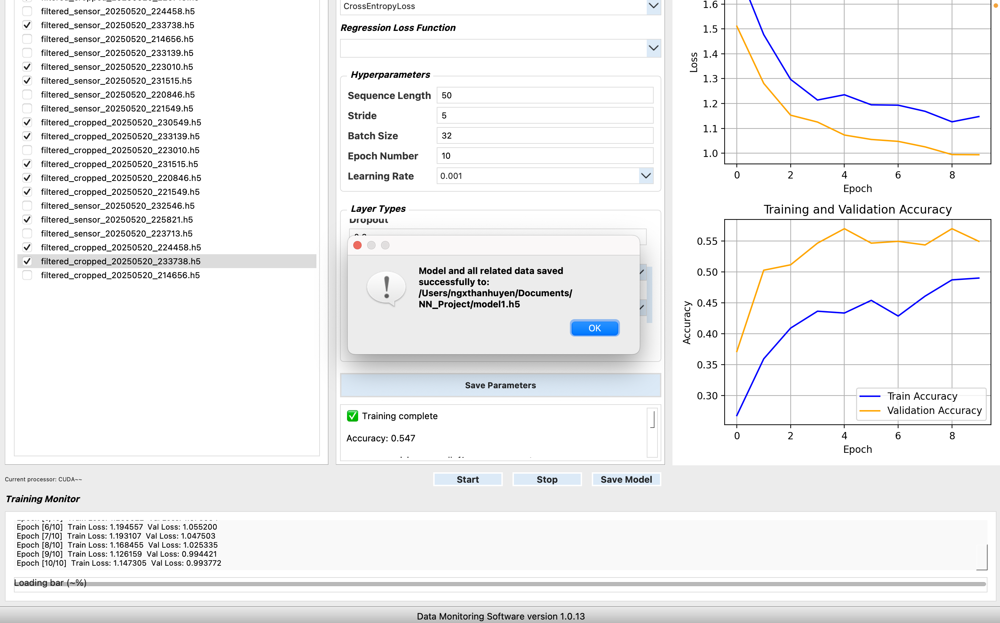 filtered_sensor_20250520_224458.h5
filtered_sensor_20250520_233738.h5
filtered_sensor_20250520_214656.h5
filtered_sensor_20250520_233139.h5
filtered_sensor_20250520_223010.h5
filtered_sensor_20250520_231515.h5
filtered_sensor_20250520_220846.h5
filtered_sensor_20250520_221549.h5
filtered_cropped_20250520_230549.h5
filtered_cropped_20250520_233139.h5
filtered_cropped_20250520_223010.h5
filtered_cropped_20250520_231515.h5
filtered_cropped_20250520_220846.h5
filtered_cropped_20250520_221549.h5
filtered_sensor_20250520_232546.h5
filtered_sensor_20250520_225821.h5
filtered_sensor_20250520_223713.h5
filtered_cropped_20250520_224458.h5
filtered_cropped_20250520_233738.h5
filtered_cropped_20250520_214656.h5
CrossEntropyLoss
Regression Loss Function
Hyperparameters
Sequence Length 50
Stride 5
Batch Size 32
Epoch Number 10
Learning Rate 0.001
Layer Types
Dropout
Model and all related data saved
successfully to:
/Users/ngxthanhuyen/Documents/
NN_Project/model1.h5
OK
Save Parameters
✅ Training complete
Accuracy: 0.547
1.6
1.5
1.4
1.3
1.2
1.1
1.0
Loss
0 2 4 6 8
Epoch
Training and Validation Accuracy
0.55
0.50
0.45
0.40
0.35
0.30
Accuracy
Train Accuracy
Validation Accuracy
0 2 4 6 8
Epoch
Current processor: CUDA~~
Start
Stop
Save Model
Training Monitor
Epoch [6/10] Train Loss: 1.194557 Val Loss: 1.055200
Epoch [7/10] Train Loss: 1.193107 Val Loss: 1.047503
Epoch [8/10] Train Loss: 1.168455 Val Loss: 1.025335
Epoch [9/10] Train Loss: 1.126159 Val Loss: 0.994421
Epoch [10/10] Train Loss: 1.147305 Val Loss: 0.993772
Loading bar (~%)
Data Monitoring Software version 1.0.13